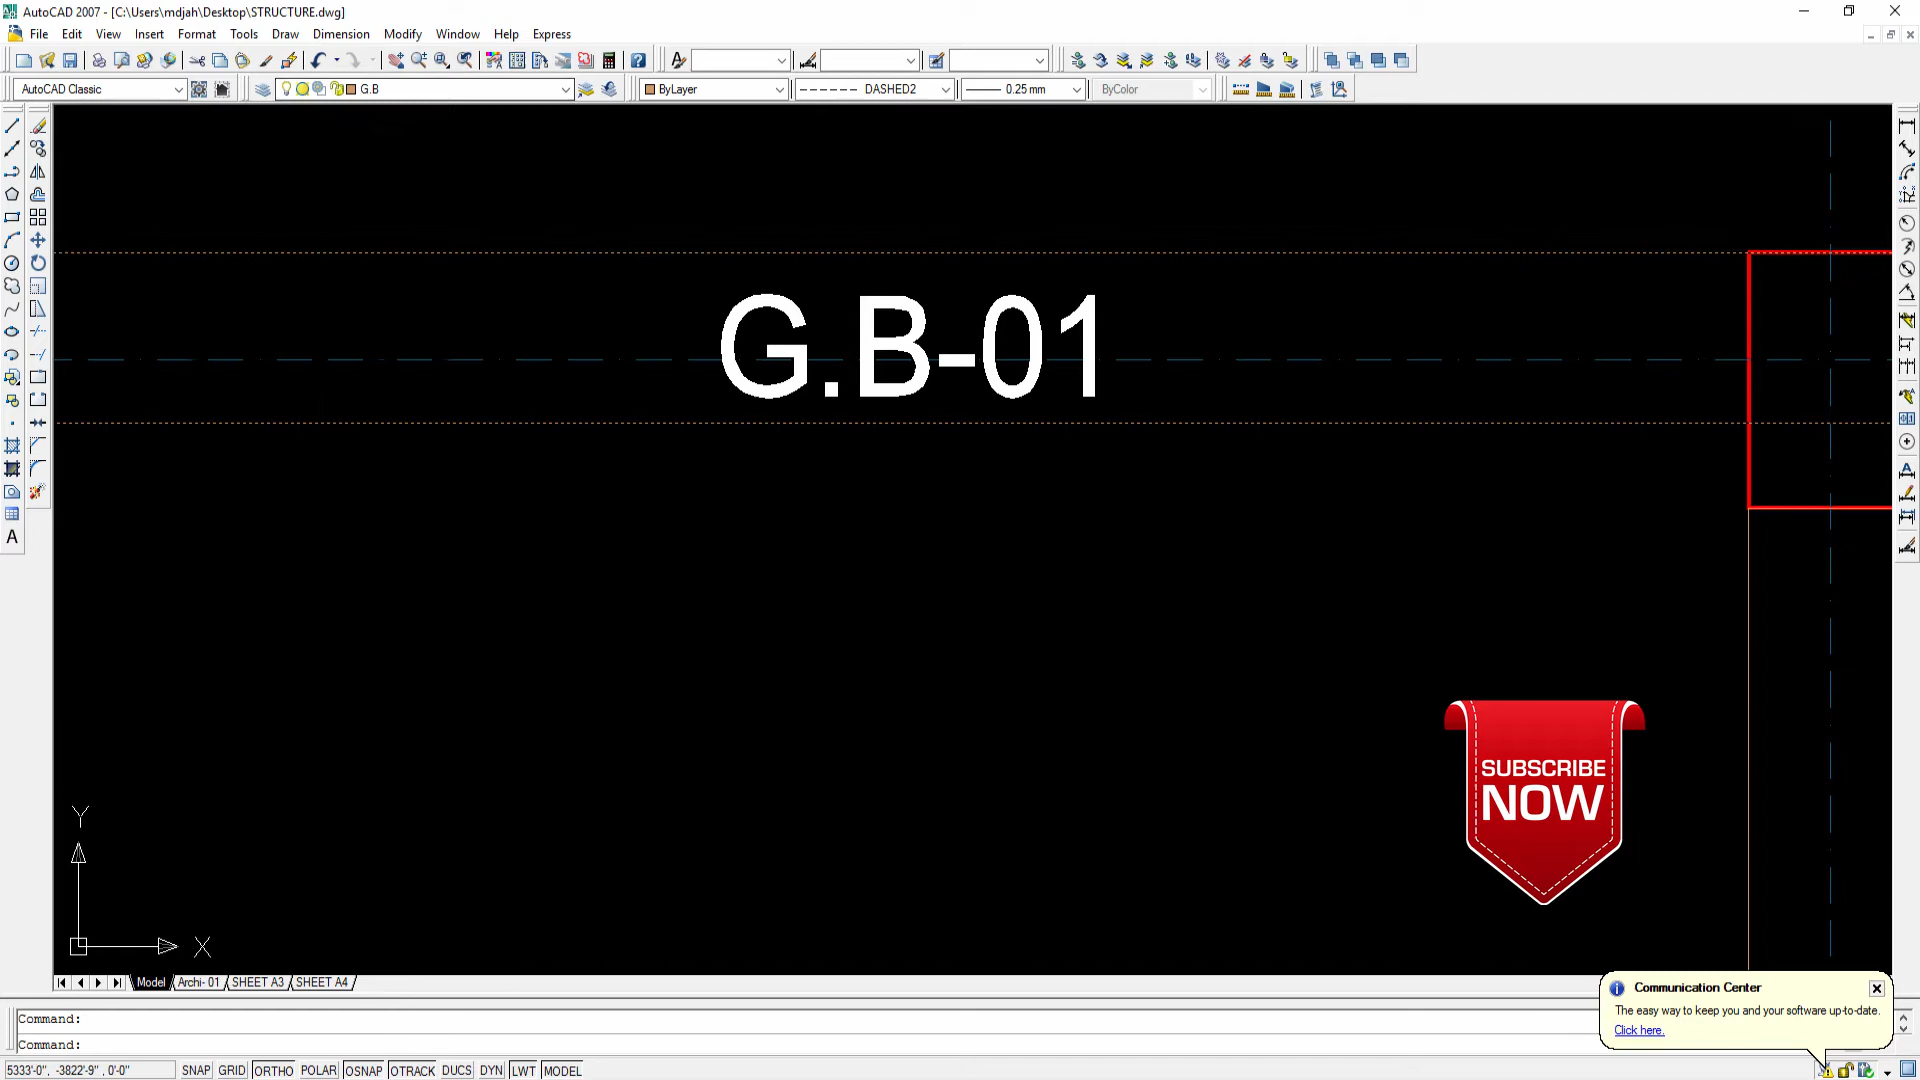 AutoCAD 2007 - [C:\Users\mdjah\Desktop\STRUCTURE.dwg]
File Edit View Insert Format Tools Draw Dimension Modify Window Help Express
AutoCAD Classic G.B ByLayer DASHED2 0.25 mm ByColor
G.B-01
SUBSCRIBE
NOW
Y
X
Model Archi- 01 SHEET A3 SHEET A4
Communication Center
The easy way to keep you and your software up-to-date.
Click here.
Command:
Command:
5333'-0", -3822'-9" , 0'-0" SNAP GRID ORTHO POLAR OSNAP OTRACK DUCS DYN LWT MODEL